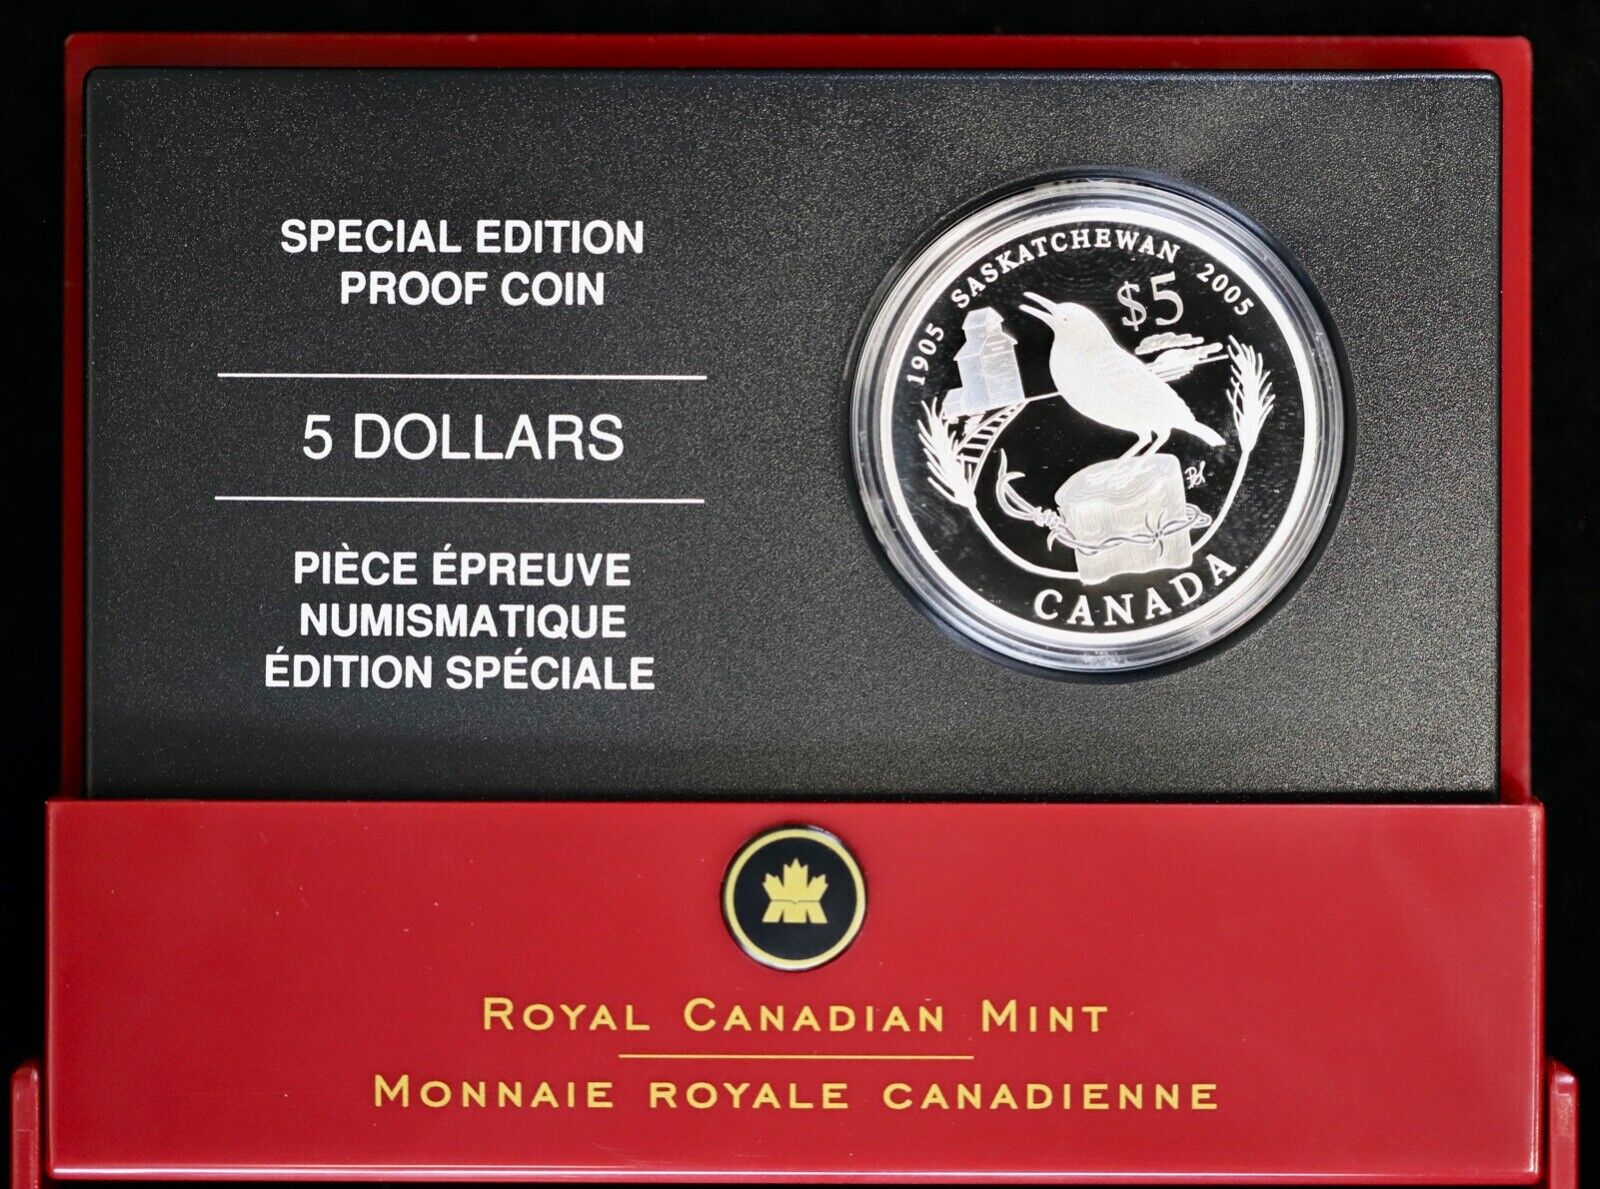 SPECIAL EDITION
PROOF COIN
5 DOLLARS
PIÈCE ÉPREUVE
NUMISMATIQUE
ÉDITION SPÉCIALE
1905 SASKATCHEWAN 2005
$5
CANADA
ROYAL CANADIAN MINT
MONNAIE ROYALE CANADIENNE